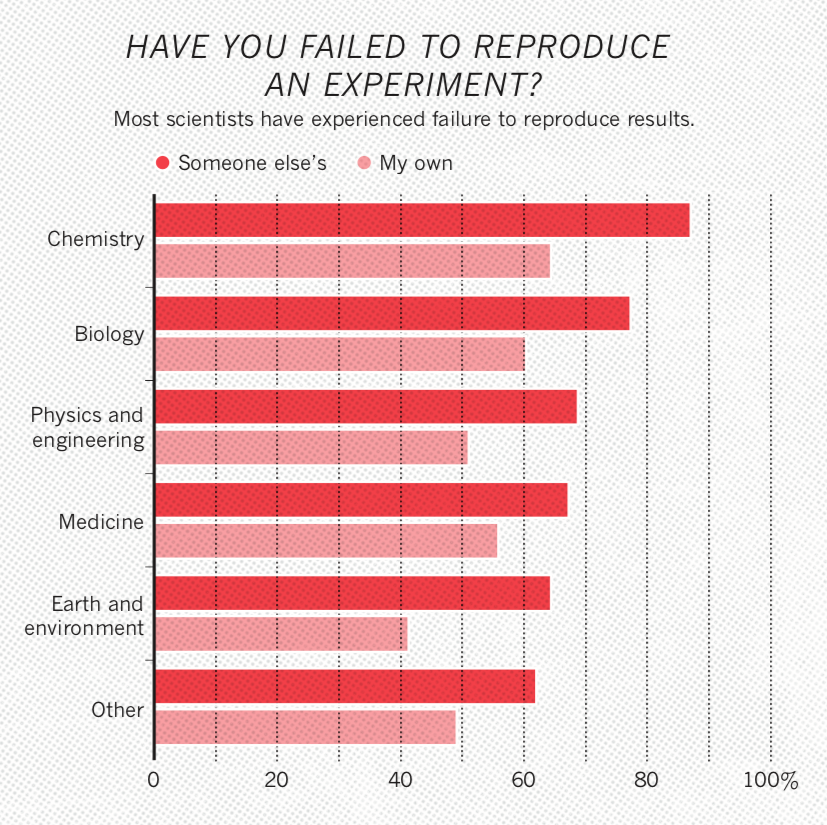 HAVE YOU FAILED TO REPRODUCE
AN EXPERIMENT?
Most scientists have experienced failure to reproduce results.
Someone else’s My own
Chemistry
Biology
Physics and
engineering
Medicine
Earth and
environment
Other
0 20 40 60 80 100%